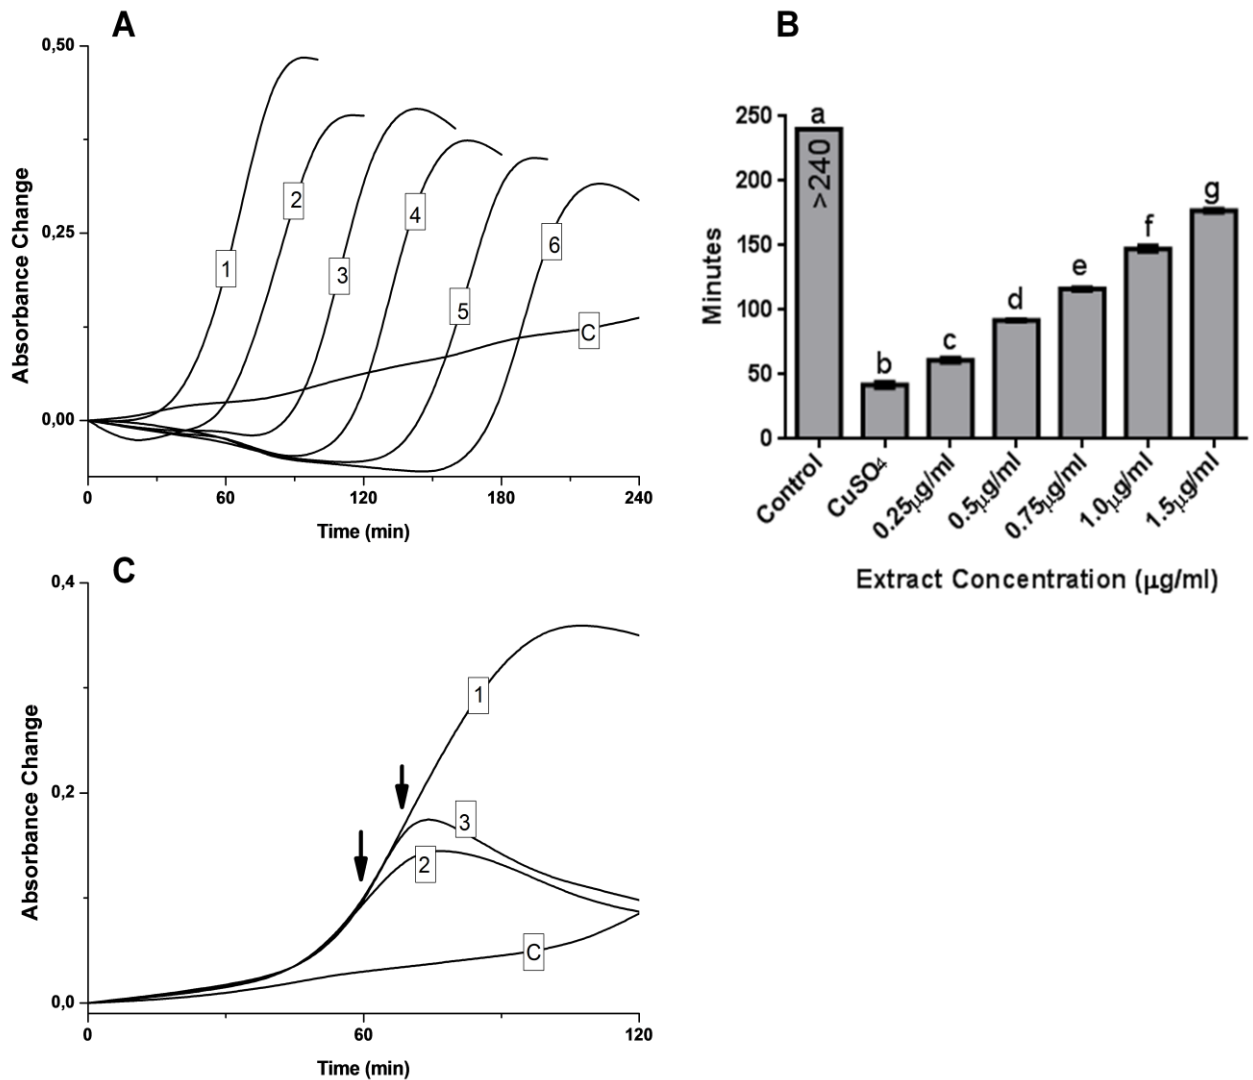 A
0,50
0,25
0,00
Absorbance Change
1
2
3
4
5
6
C
0
60
120
180
240
Time (min)
B
250
200
150
100
50
0
Minutes
a
>240
b
c
d
e
f
g
Control
CuSO4
0.25µg/ml
0.5µg/ml
0.75µg/ml
1.0µg/ml
1.5µg/ml
Extract Concentration (µg/ml)
C
0,4
0,2
0,0
Absorbance Change
1
3
2
C
0
60
120
Time (min)